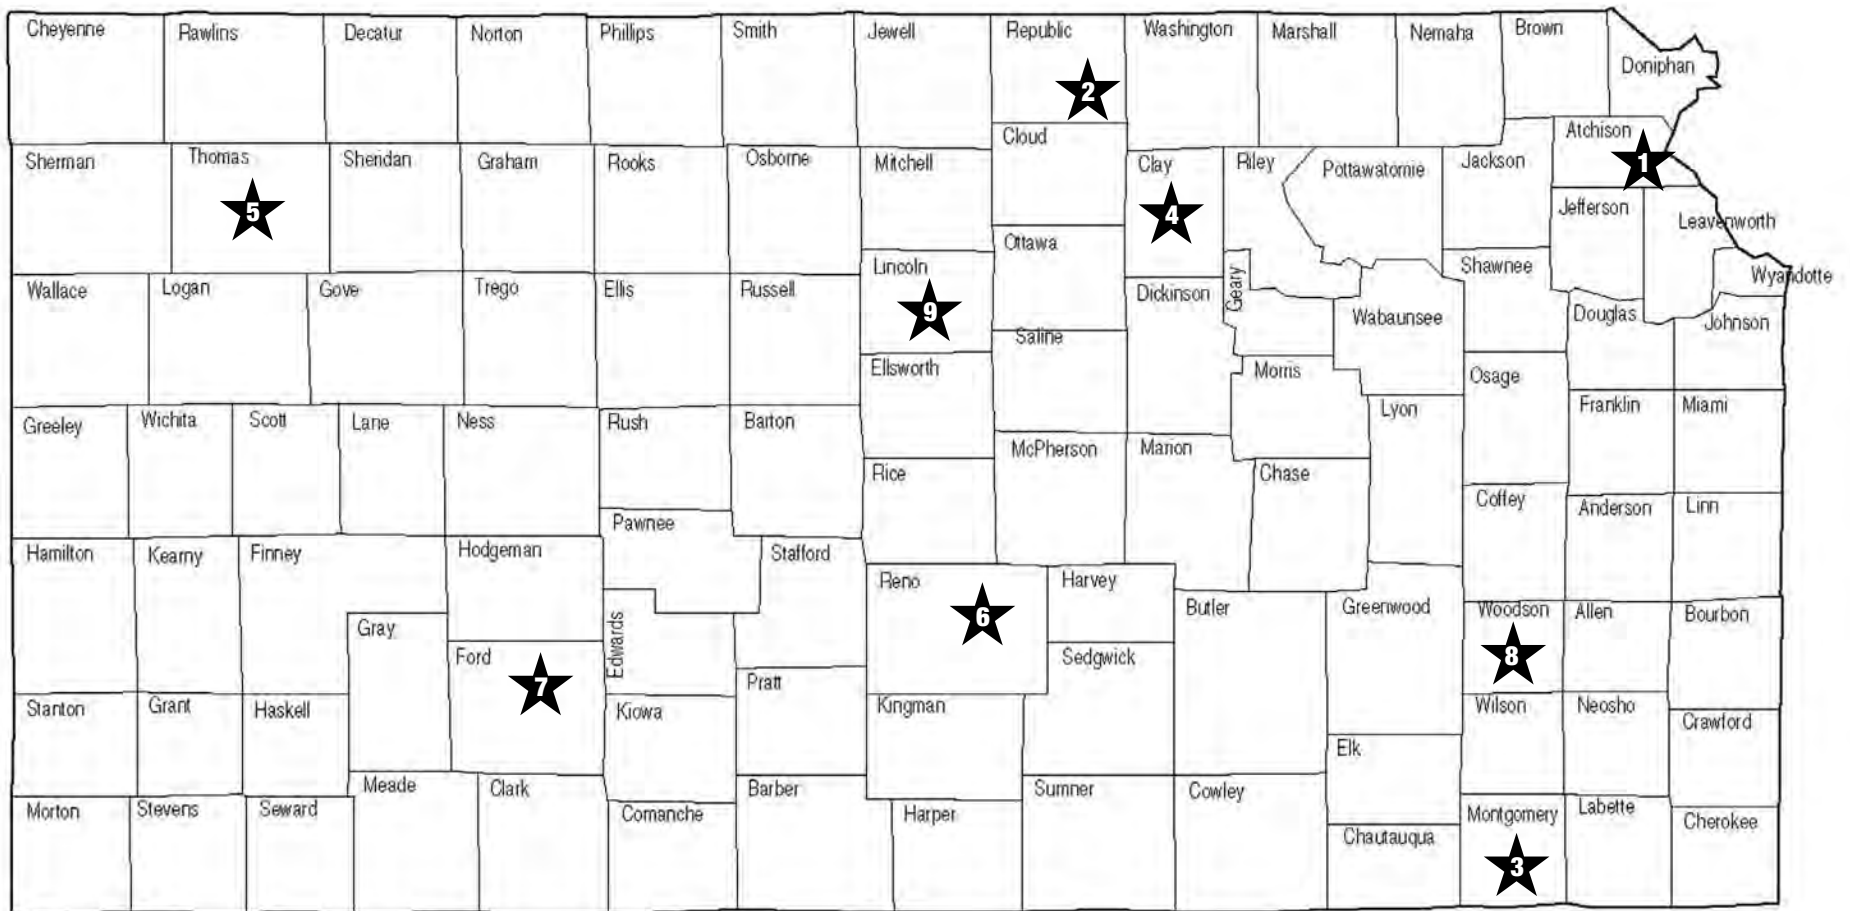 Cheyenne
Rawlins
Decatur
Norton
Phillips
Smith
Jewell
Republic
Washington
Marshall
Nemaha
Brown
Doniphan
2
Cloud
Atchison
1
Sherman
Thomas
5
Sheridan
Graham
Rooks
Osborne
Mitchell
Clay
4
Riley
Pottawatomie
Jackson
Jefferson
Leavenworth
Ottawa
Wallace
Logan
Gove
Trego
Ellis
Russell
Lincoln
9
Dickinson
Geary
Shawnee
Wyandotte
Saline
Wabaunsee
Douglas
Johnson
Ellsworth
Morris
Osage
Greeley
Wichita
Scott
Lane
Ness
Rush
Barton
Lyon
Franklin
Miami
McPherson
Marion
Rice
Chase
Coffey
Anderson
Linn
Pawnee
Hamilton
Kearny
Finney
Hodgeman
Stafford
Reno
6
Harvey
Butler
Greenwood
Woodson
8
Allen
Bourbon
Gray
Edwards
Ford
7
Sedgwick
Pratt
Stanton
Grant
Haskell
Kiowa
Kingman
Wilson
Neosho
Crawford
Elk
Meade
Clark
Barber
Sumner
Cowley
Morton
Stevens
Seward
Comanche
Harper
Chautauqua
Montgomery
3
Labette
Cherokee